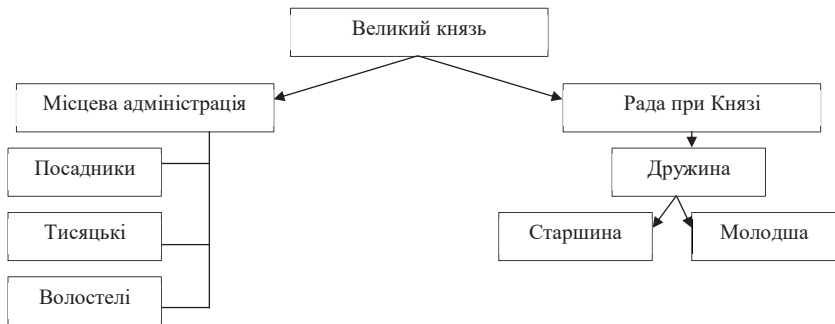 Великий князь
Місцева адміністрація
Рада при Князі
Посадники
Дружина
Тисяцькі
Старшина
Молодша
Волостелі